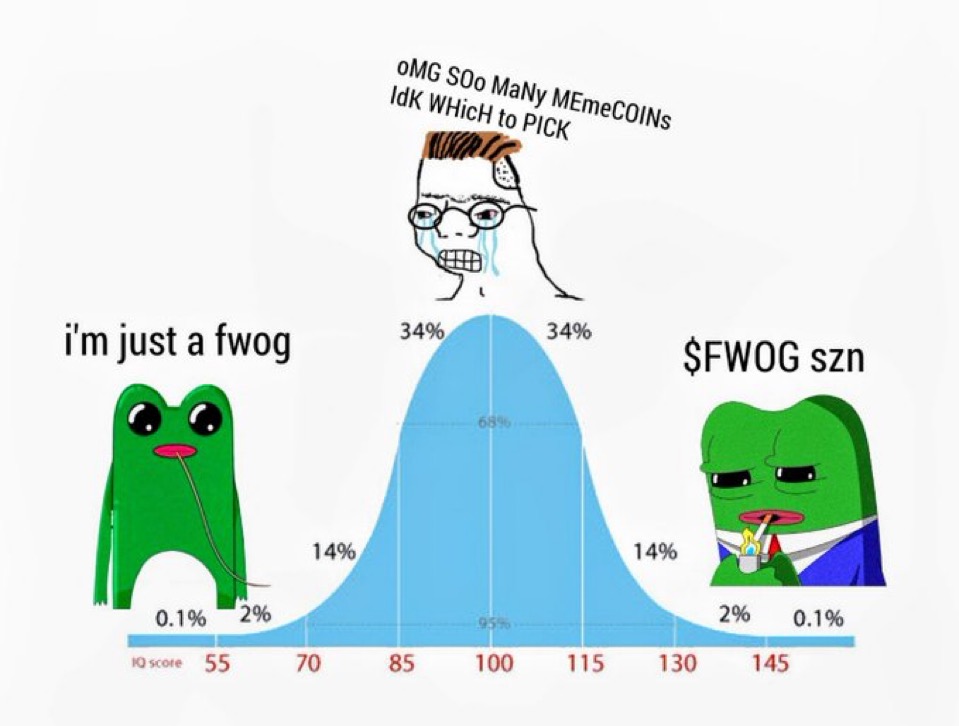 oMG SOo MaNy MEmeCOINs
IdK WHicH to PICK
34%
34%
i'm just a fwog
$FWOG szn
68%
14%
14%
0.1%
2%
95%
2%
0.1%
IQ score 55 70 85 100 115 130 145